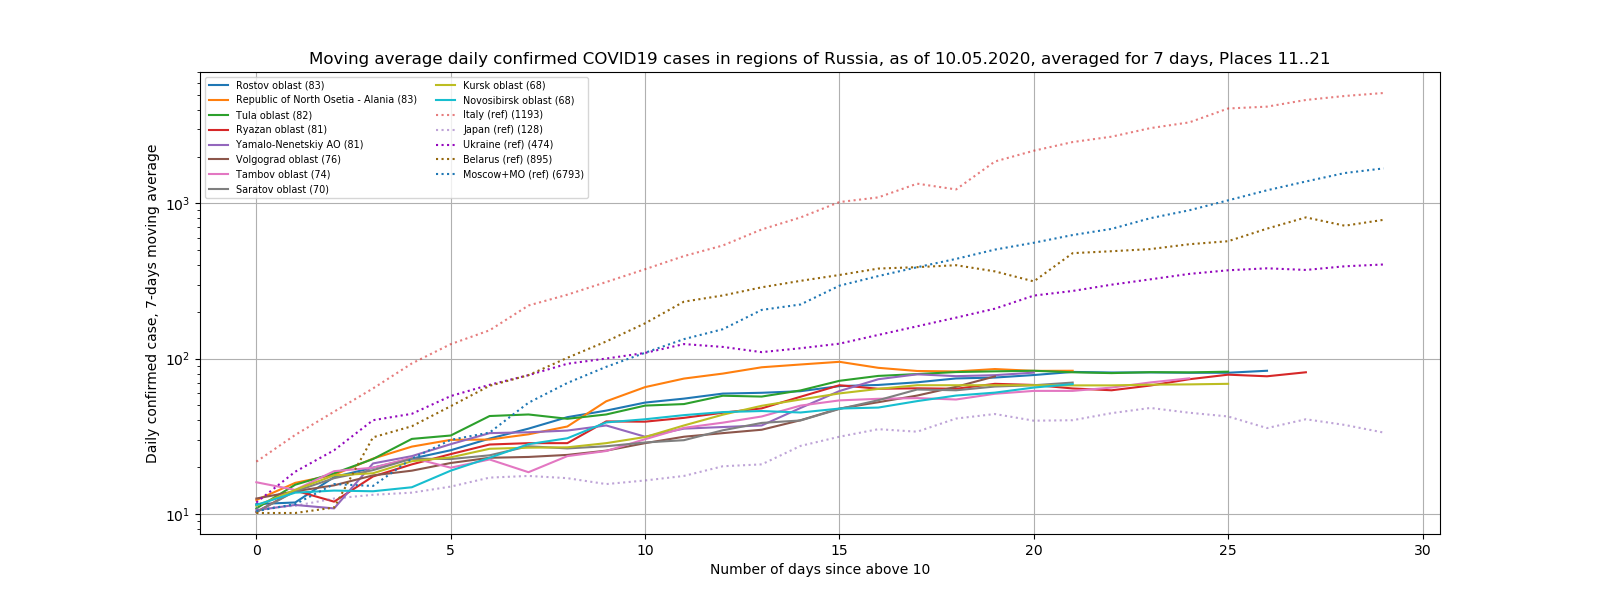 Moving average daily confirmed COVID19 cases in regions of Russia, as of 10.05.2020, averaged for 7 days, Places 11..21
Rostov oblast (83)
Republic of North Osetia - Alania (83)
Tula oblast (82)
Ryazan oblast (81)
Yamalo-Nenetskiy AO (81)
Volgograd oblast (76)
Tambov oblast (74)
Saratov oblast (70)
Kursk oblast (68)
Novosibirsk oblast (68)
Italy (ref) (1193)
Japan (ref) (128)
Ukraine (ref) (474)
Belarus (ref) (895)
Moscow+MO (ref) (6793)
Daily confirmed case, 7-days moving average
10³
10²
10¹
0 5 10 15 20 25 30
Number of days since above 10